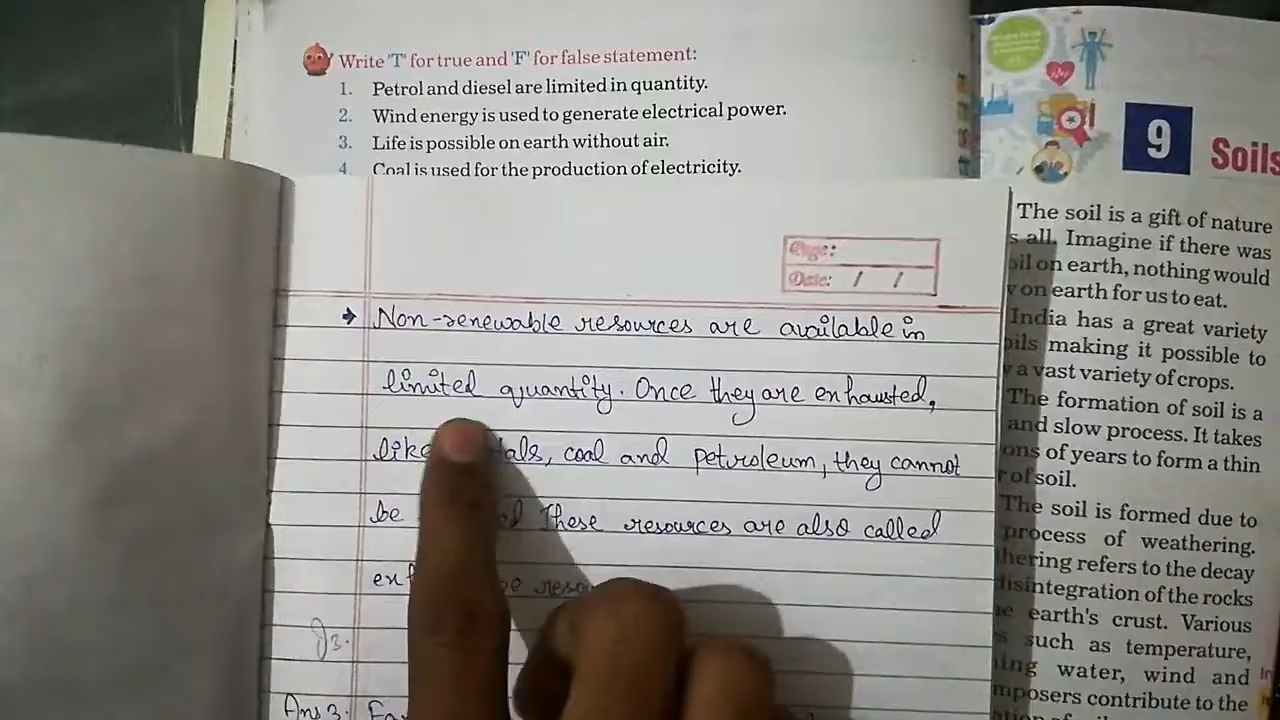 Write 'T' for true and 'F' for false statement:
1. Petrol and diesel are limited in quantity.
2. Wind energy is used to generate electrical power.
3. Life is possible on earth without air.
4. Coal is used for the production of electricity.
Page:
Date: / /
→ Non-renewable resources are available in
limited quantity. Once they are exhausted,
like coal and petroleum, they cannot
be These resources are also called
Ans 3.
9 Soils
The soil is a gift of nature
all. Imagine if there was
on earth, nothing would
on earth for us to eat.
India has a great variety
making it possible to
a vast variety of crops.
The formation of soil is a
and slow process. It takes
of years to form a thin
of soil.
The soil is formed due to
process of weathering.
refers to the decay
disintegration of the rocks
earth's crust. Various
such as temperature,
water, wind and
contribute to the